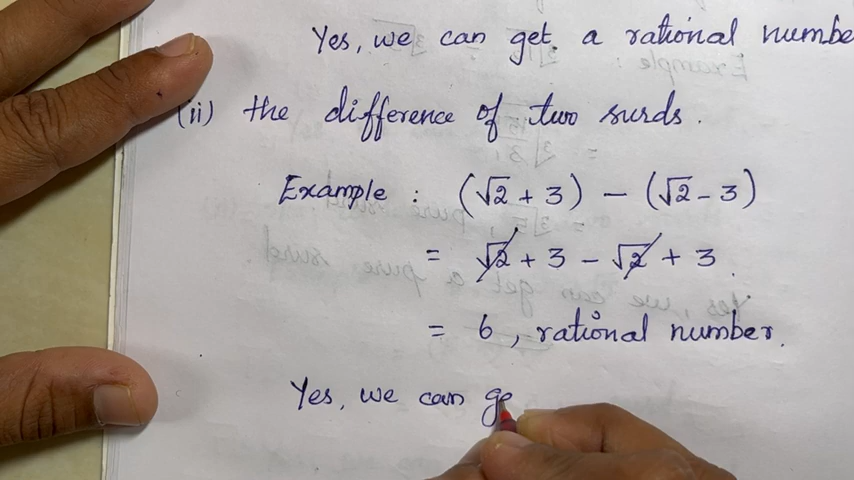 Yes, we can get a rational numbe
(ii) the difference of two surds.
Example : (√2 + 3) − (√2 − 3)
= √2 + 3 − √2 + 3.
= 6, rational number.
Yes, we can ge